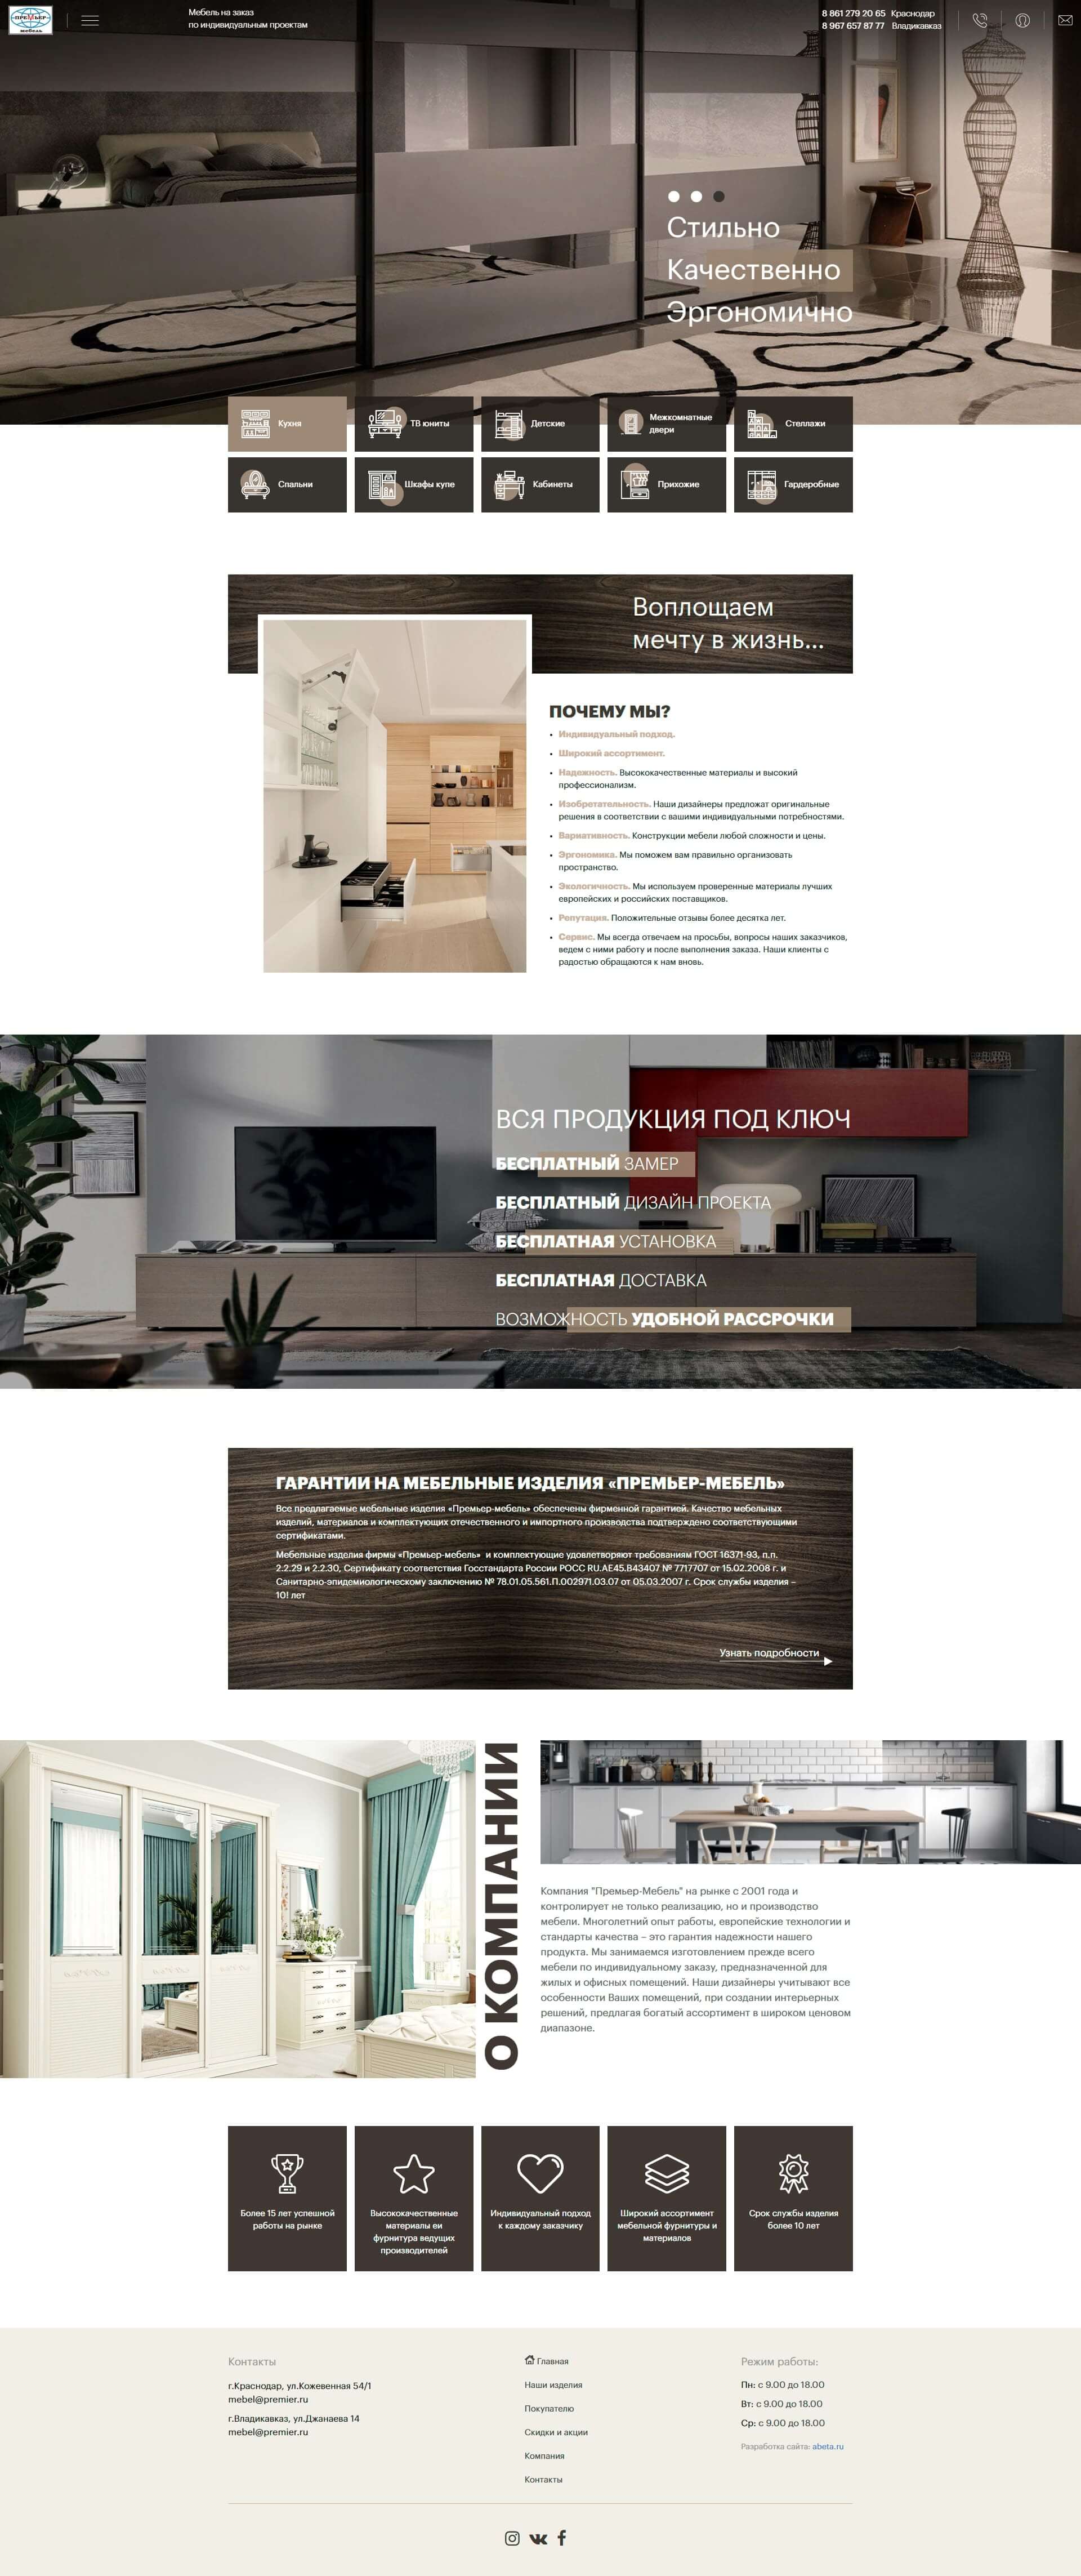 ПРЕМЬЕР
мебель
Мебель на заказ
по индивидуальным проектам
8 861 279 20 65 Краснодар
8 967 657 87 77 Владикавказ
Стильно
Качественно
Эргономично
Кухня
ТВ юниты
Детские
Межкомнатные
двери
Стеллажи
Спальни
Шкафы купе
Кабинеты
Прихожие
Гардеробные
Воплощаем
мечту в жизнь...
ПОЧЕМУ МЫ?
• Индивидуальный подход.
• Широкий ассортимент.
• Надежность. Высококачественные материалы и высокий
профессионализм.
• Изобретательность. Наши дизайнеры предложат оригинальные
решения в соответствии с вашими индивидуальными потребностями.
• Вариативность. Конструкции мебели любой сложности и цены.
• Эргономика. Мы поможем вам правильно организовать
пространство.
• Экологичность. Мы используем проверенные материалы лучших
европейских и российских поставщиков.
• Репутация. Положительные отзывы более десятка лет.
• Сервис. Мы всегда отвечаем на просьбы, вопросы наших заказчиков,
ведем с ними работу и после выполнения заказа. Наши клиенты с
радостью обращаются к нам вновь.
ВСЯ ПРОДУКЦИЯ ПОД КЛЮЧ
БЕСПЛАТНЫЙ ЗАМЕР
БЕСПЛАТНЫЙ ДИЗАЙН ПРОЕКТА
БЕСПЛАТНАЯ УСТАНОВКА
БЕСПЛАТНАЯ ДОСТАВКА
ВОЗМОЖНОСТЬ УДОБНОЙ РАССРОЧКИ
ГАРАНТИИ НА МЕБЕЛЬНЫЕ ИЗДЕЛИЯ «ПРЕМЬЕР-МЕБЕЛЬ»
Все предлагаемые мебельные изделия «Премьер-мебель» обеспечены фирменной гарантией. Качество мебельных
изделий, материалов и комплектующих отечественного и импортного производства подтверждено соответствующими
сертификатами.
Мебельные изделия фирмы «Премьер-мебель» и комплектующие удовлетворяют требованиям ГОСТ 16371-93, п.п.
2.2.29 и 2.2.30, Сертификату соответствия Госстандарта России РОСС RU.АЕ45.В43407 № 7717707 от 15.02.2008 г. и
Санитарно-эпидемиологическому заключению № 78.01.05.561.П.002971.03.07 от 05.03.2007 г. Срок службы изделия –
10! лет
Узнать подробности
О КОМПАНИИ
Компания "Премьер-Мебель" на рынке с 2001 года и
контролирует не только реализацию, но и производство
мебели. Многолетний опыт работы, европейские технологии и
стандарты качества – это гарантия надежности нашего
продукта. Мы занимаемся изготовлением прежде всего
мебели по индивидуальному заказу, предназначенной для
жилых и офисных помещений. Наши дизайнеры учитывают все
особенности Ваших помещений, при создании интерьерных
решений, предлагая богатый ассортимент в широком ценовом
диапазоне.
Более 15 лет успешной
работы на рынке
Высококачественные
материалы еи
фурнитура ведущих
производителей
Индивидуальный подход
к каждому заказчику
Широкий ассортимент
мебельной фурнитуры и
материалов
Срок службы изделия
более 10 лет
Контакты
г.Краснодар, ул.Кожевенная 54/1
mebel@premier.ru
г.Владикавказ, ул.Джанаева 14
mebel@premier.ru
Главная
Наши изделия
Покупателю
Скидки и акции
Компания
Контакты
Режим работы:
Пн: с 9.00 до 18.00
Вт: с 9.00 до 18.00
Ср: с 9.00 до 18.00
Разработка сайта: abeta.ru